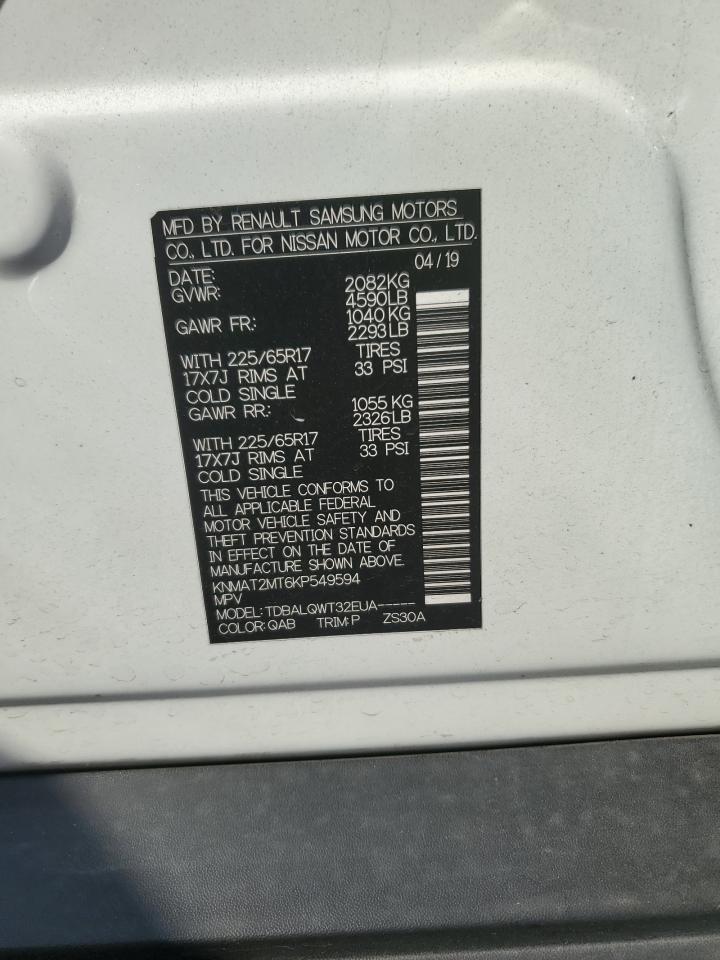 MFD BY RENAULT SAMSUNG MOTORS
CO., LTD. FOR NISSAN MOTOR CO., LTD.
DATE: 04/19
GVWR: 2082KG
4590LB
GAWR FR: 1040 KG
2293LB
WITH 225/65R17 TIRES
17X7J RIMS AT 33 PSI
COLD SINGLE
GAWR RR: 1055 KG
2326LB
WITH 225/65R17 TIRES
17X7J RIMS AT 33 PSI
COLD SINGLE
THIS VEHICLE CONFORMS TO
ALL APPLICABLE FEDERAL
MOTOR VEHICLE SAFETY AND
THEFT PREVENTION STANDARDS
IN EFFECT ON THE DATE OF
MANUFACTURE SHOWN ABOVE.
KNMAT2MT6KP549594
MPV
MODEL: TDBALQWT32EUA-----
COLOR: QAB TRIM: P ZS30A